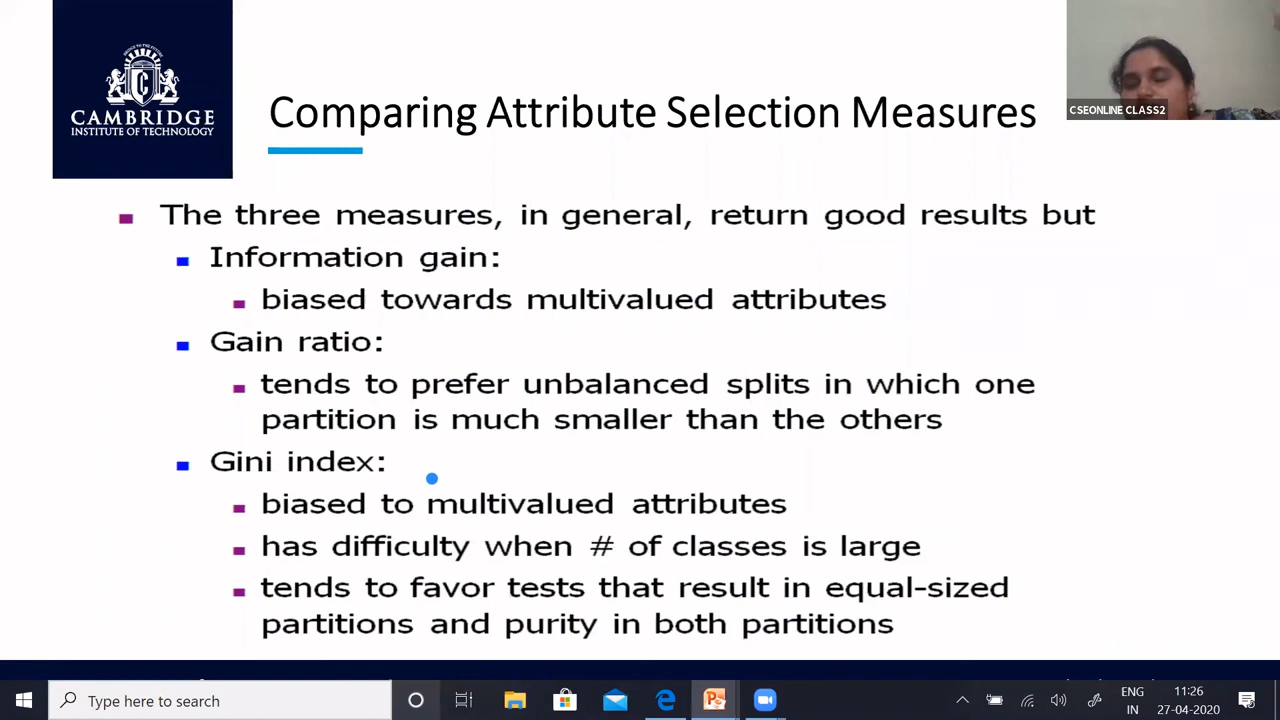 CAMBRIDGE
INSTITUTE OF TECHNOLOGY
Comparing Attribute Selection Measures
CSEONLINE CLASS2
The three measures, in general, return good results but
Information gain:
biased towards multivalued attributes
Gain ratio:
tends to prefer unbalanced splits in which one
partition is much smaller than the others
Gini index:
biased to multivalued attributes
has difficulty when # of classes is large
tends to favor tests that result in equal-sized
partitions and purity in both partitions
Type here to search
ENG
IN
11:26
27-04-2020